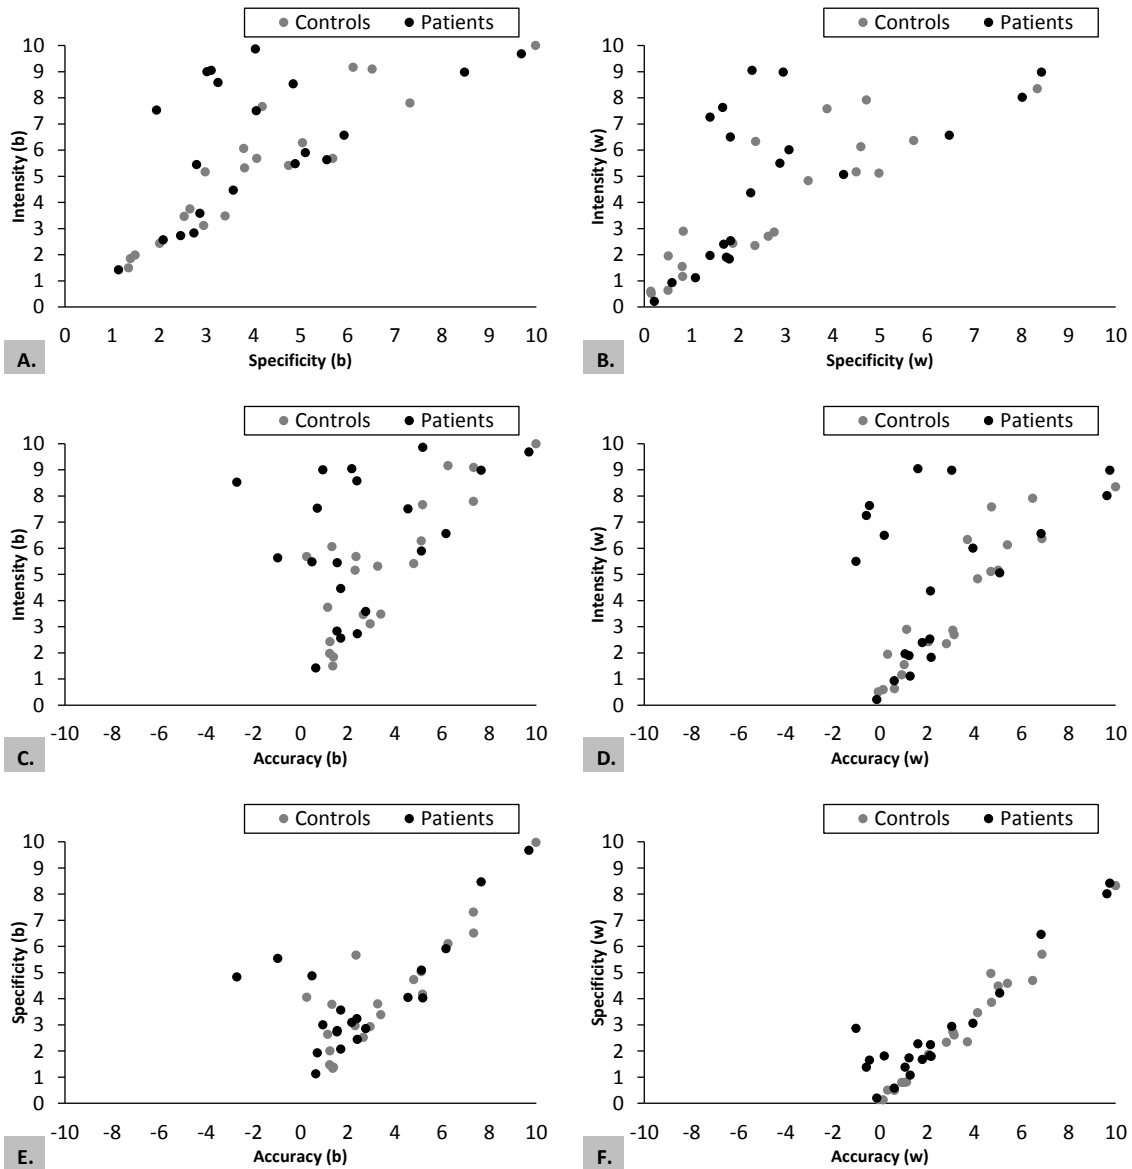 Controls Patients
Controls Patients
10
9
8
7
6
5
4
3
2
1
0
Intensity (b)
0 1 2 3 4 5 6 7 8 9 10
Specificity (b)
A.
10
9
8
7
6
5
4
3
2
1
0
Intensity (w)
0 1 2 3 4 5 6 7 8 9 10
Specificity (w)
B.
Controls Patients
Controls Patients
10
9
8
7
6
5
4
3
2
1
0
Intensity (b)
-10 -8 -6 -4 -2 0 2 4 6 8 10
Accuracy (b)
C.
10
9
8
7
6
5
4
3
2
1
0
Intensity (w)
-10 -8 -6 -4 -2 0 2 4 6 8 10
Accuracy (w)
D.
Controls Patients
Controls Patients
10
9
8
7
6
5
4
3
2
1
0
Specificity (b)
-10 -8 -6 -4 -2 0 2 4 6 8 10
Accuracy (b)
E.
10
9
8
7
6
5
4
3
2
1
0
Specificity (w)
-10 -8 -6 -4 -2 0 2 4 6 8 10
Accuracy (w)
F.